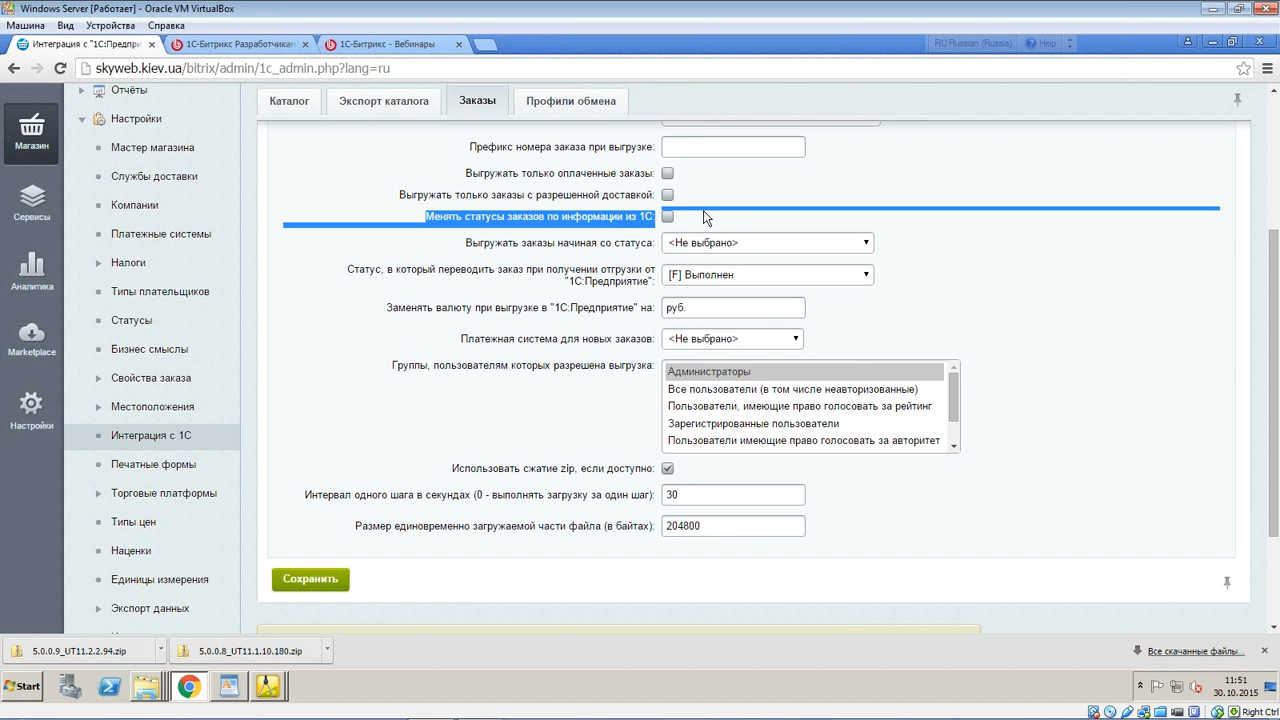 Windows Server [Работает] - Oracle VM VirtualBox
Машина Вид Устройства Справка
Интеграция с "1С:Предпри
1С-Битрикс Разработчикам
1С-Битрикс - Вебинары
RU Russian (Russia) Help
skyweb.kiev.ua/bitrix/admin/1c_admin.php?lang=ru
Магазин
Сервисы
Аналитика
Marketplace
Настройки
Отчёты
Настройки
Мастер магазина
Службы доставки
Компании
Платежные системы
Налоги
Типы плательщиков
Статусы
Бизнес смыслы
Свойства заказа
Местоположения
Интеграция с 1С
Печатные формы
Торговые платформы
Типы цен
Наценки
Единицы измерения
Экспорт данных
Каталог Экспорт каталога Заказы Профили обмена
Префикс номера заказа при выгрузке:
Выгружать только оплаченные заказы:
Выгружать только заказы с разрешенной доставкой:
Менять статусы заказов по информации из 1С:
Выгружать заказы начиная со статуса: <Не выбрано>
Статус, в который переводить заказ при получении отгрузки от
"1С:Предприятие": [F] Выполнен
Заменять валюту при выгрузке в "1С:Предприятие" на: руб.
Платежная система для новых заказов: <Не выбрано>
Группы, пользователям которых разрешена выгрузка: Администраторы
Все пользователи (в том числе неавторизованные)
Пользователи, имеющие право голосовать за рейтинг
Зарегистрированные пользователи
Пользователи имеющие право голосовать за авторитет
Использовать сжатие zip, если доступно:
Интервал одного шага в секундах (0 - выполнять загрузку за один шаг): 30
Размер единовременно загружаемой части файла (в байтах): 204800
Сохранить
5.0.0.9_UT11.2.2.94.zip
5.0.0.8_UT11.1.10.180.zip
Все скачанные файлы...
Start
11:51
30.10.2015
Right Ctrl